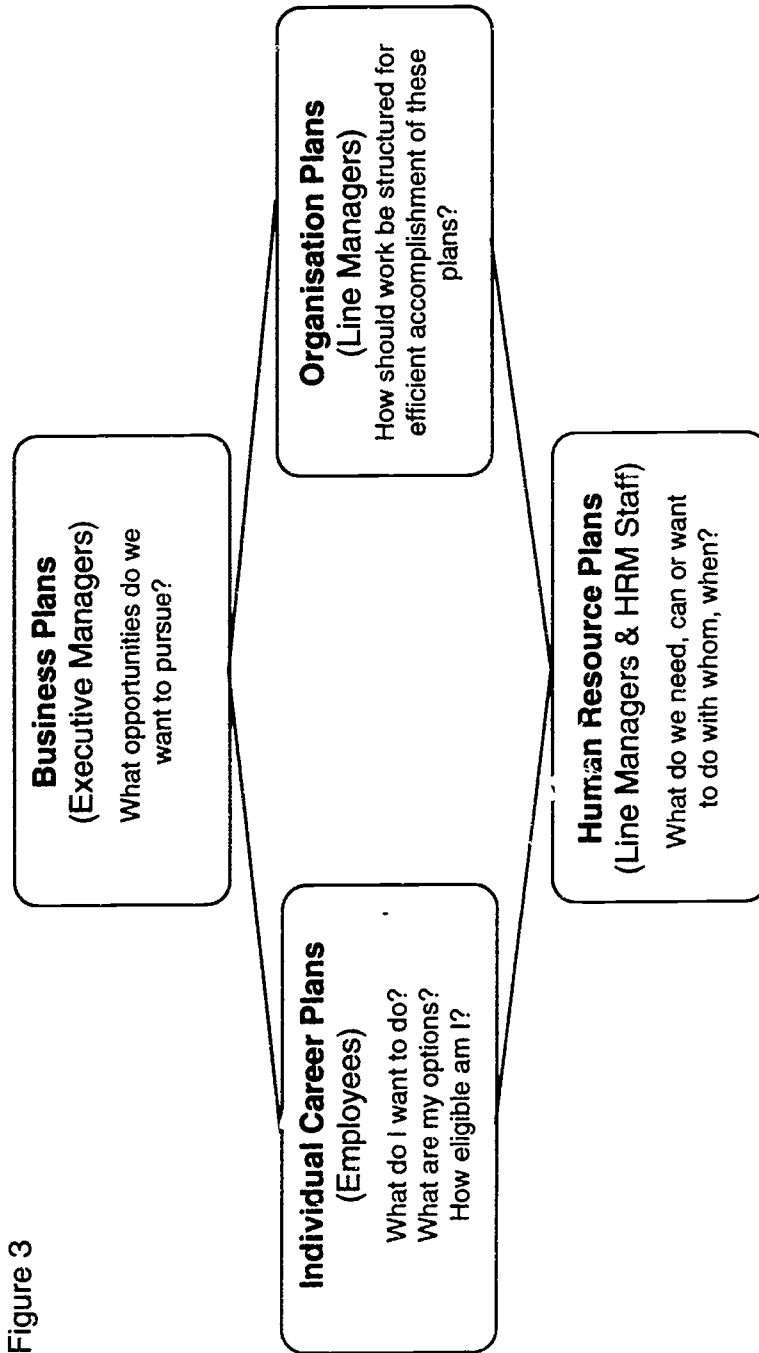 Figure 3
Business Plans
(Executive Managers)
What opportunities do we
want to pursue?
Individual Career Plans
(Employees)
What do I want to do?
What are my options?
How eligible am I?
Organisation Plans
(Line Managers)
How should work be structured for
efficient accomplishment of these
plans?
Human Resource Plans
(Line Managers & HRM Staff)
What do we need, can or want
to do with whom, when?